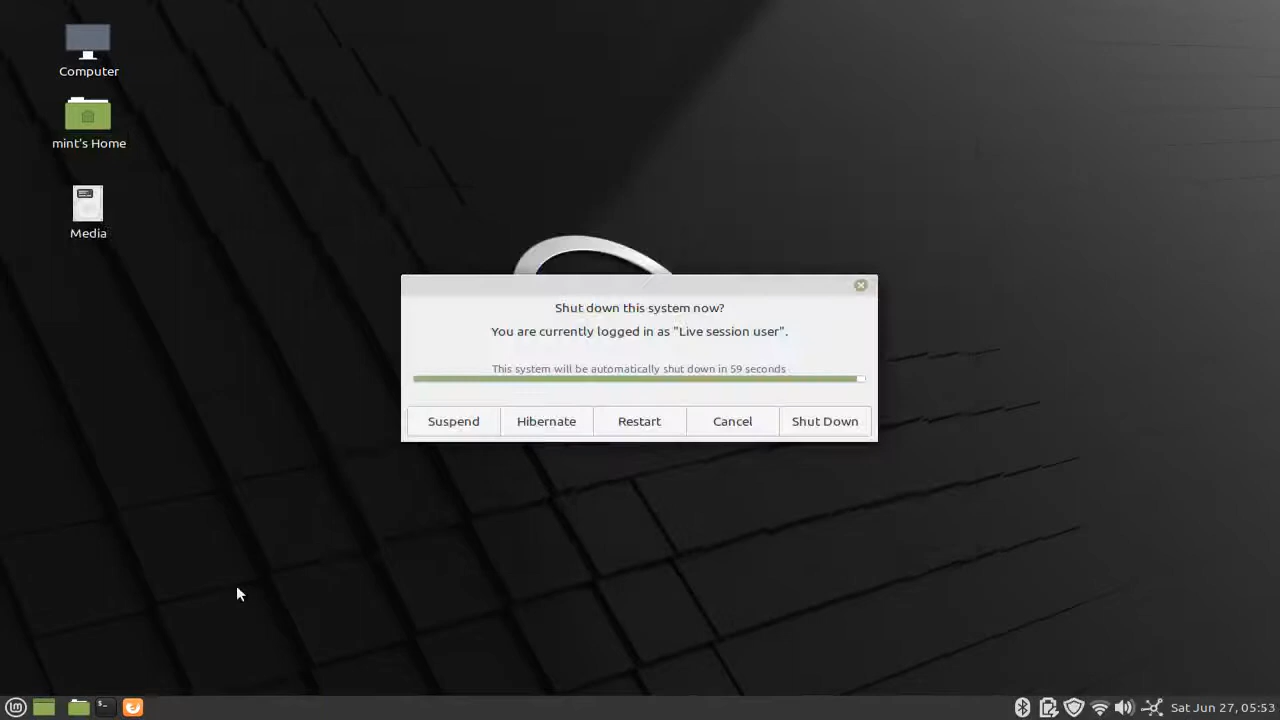 Computer
mint's Home
Media
Shut down this system now?
You are currently logged in as "Live session user".
This system will be automatically shut down in 59 seconds
Suspend
Hibernate
Restart
Cancel
Shut Down
Sat Jun 27, 05:53